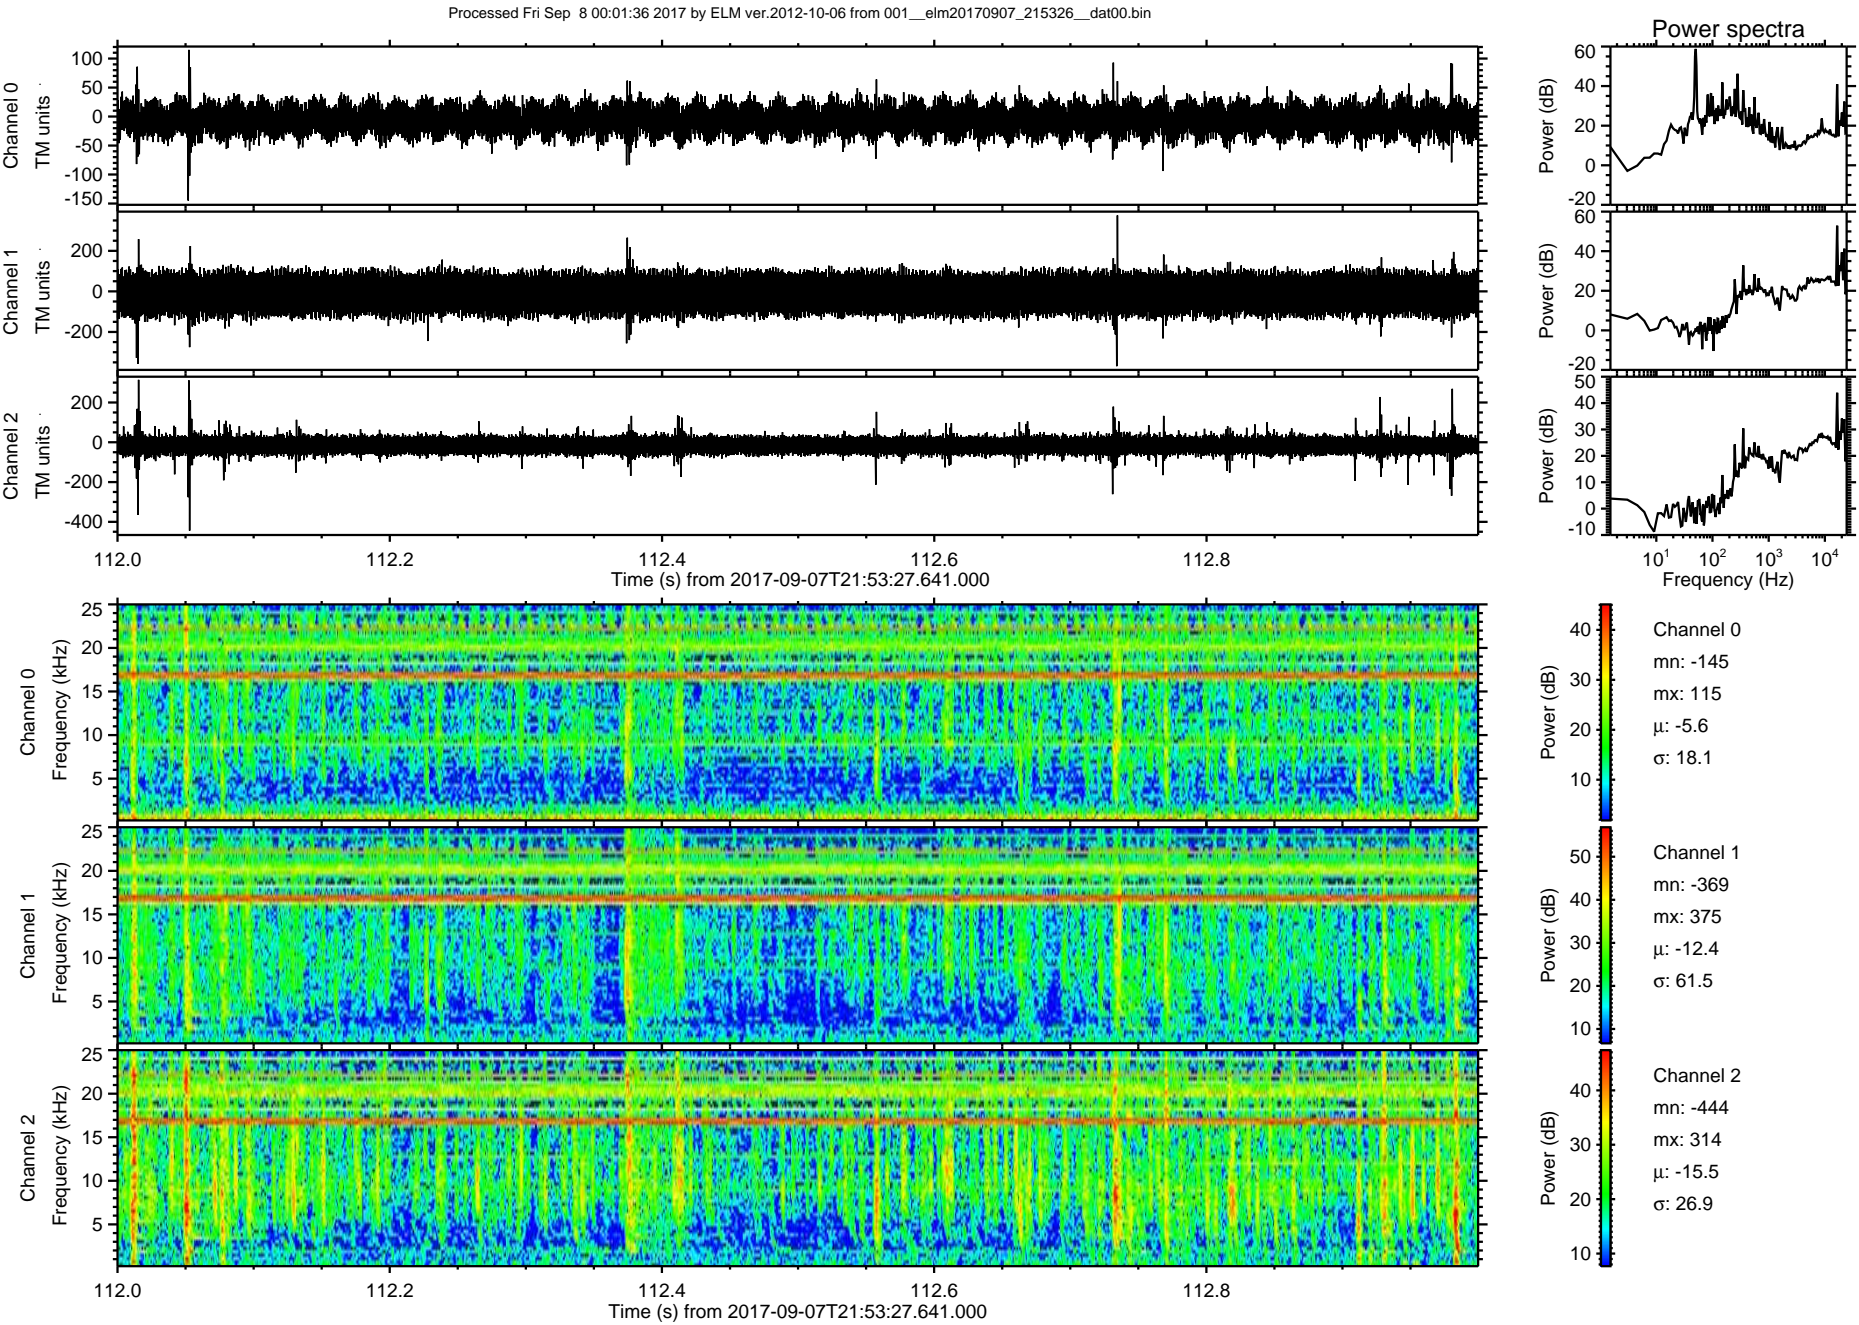 Processed Fri Sep  8 00:01:36 2017 by ELM ver.2012-10-06 from 001__elm20170907_215326__dat00.bin
Power spectra
Channel 0
TM units
100
50
0
-50
-100
-150
Power (dB)
60
40
20
0
-20
Channel 1
TM units
200
0
-200
Power (dB)
60
40
20
0
-20
Channel 2
TM units
200
0
-200
-400
Power (dB)
50
40
30
20
10
0
-10
112.0 112.2 112.4 112.6 112.8
Time (s) from 2017-09-07T21:53:27.641.000
10^1 10^2 10^3 10^4
Frequency (Hz)
Channel 0
Frequency (kHz)
25
20
15
10
5
Power (dB)
40
30
20
10
Channel 0
mn: -145
mx: 115
μ: -5.6
σ: 18.1
Channel 1
Frequency (kHz)
25
20
15
10
5
Power (dB)
50
40
30
20
10
Channel 1
mn: -369
mx: 375
μ: -12.4
σ: 61.5
Channel 2
Frequency (kHz)
25
20
15
10
5
Power (dB)
40
30
20
10
Channel 2
mn: -444
mx: 314
μ: -15.5
σ: 26.9
112.0 112.2 112.4 112.6 112.8
Time (s) from 2017-09-07T21:53:27.641.000